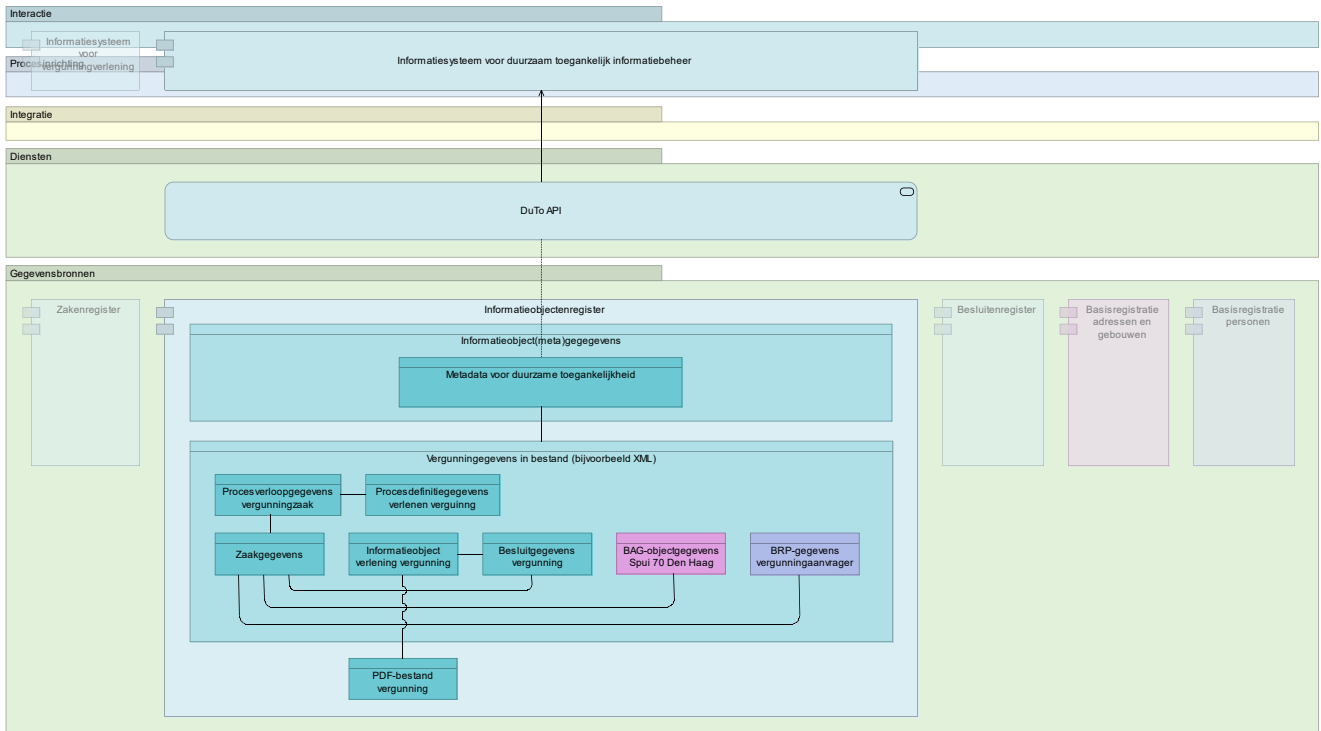 Interactie
Informatiesysteem
voor
vergunningverlening
Informatiesysteem voor duurzaam toegankelijk informatiebeheer
Procesinrichting
Integratie
Diensten
DuTo API
Gegevensbronnen
Zakenregister
Informatieobjectenregister
Besluitenregister
Basisregistratie
adressen en
gebouwen
Basisregistratie
personen
Informatieobject(meta)gegegevens
Metadata voor duurzame toegankelijkheid
Vergunningegevens in bestand (bijvoorbeeld XML)
Procesverloopgegevens
vergunningzaak
Procesdefinitiegegevens
verlenen verguinng
Zaakgegevens
Informatieobject
verlening vergunning
Besluitgegevens
vergunning
BAG-objectgegevens
Spui 70 Den Haag
BRP-gegevens
vergunningaanvrager
PDF-bestand
vergunning